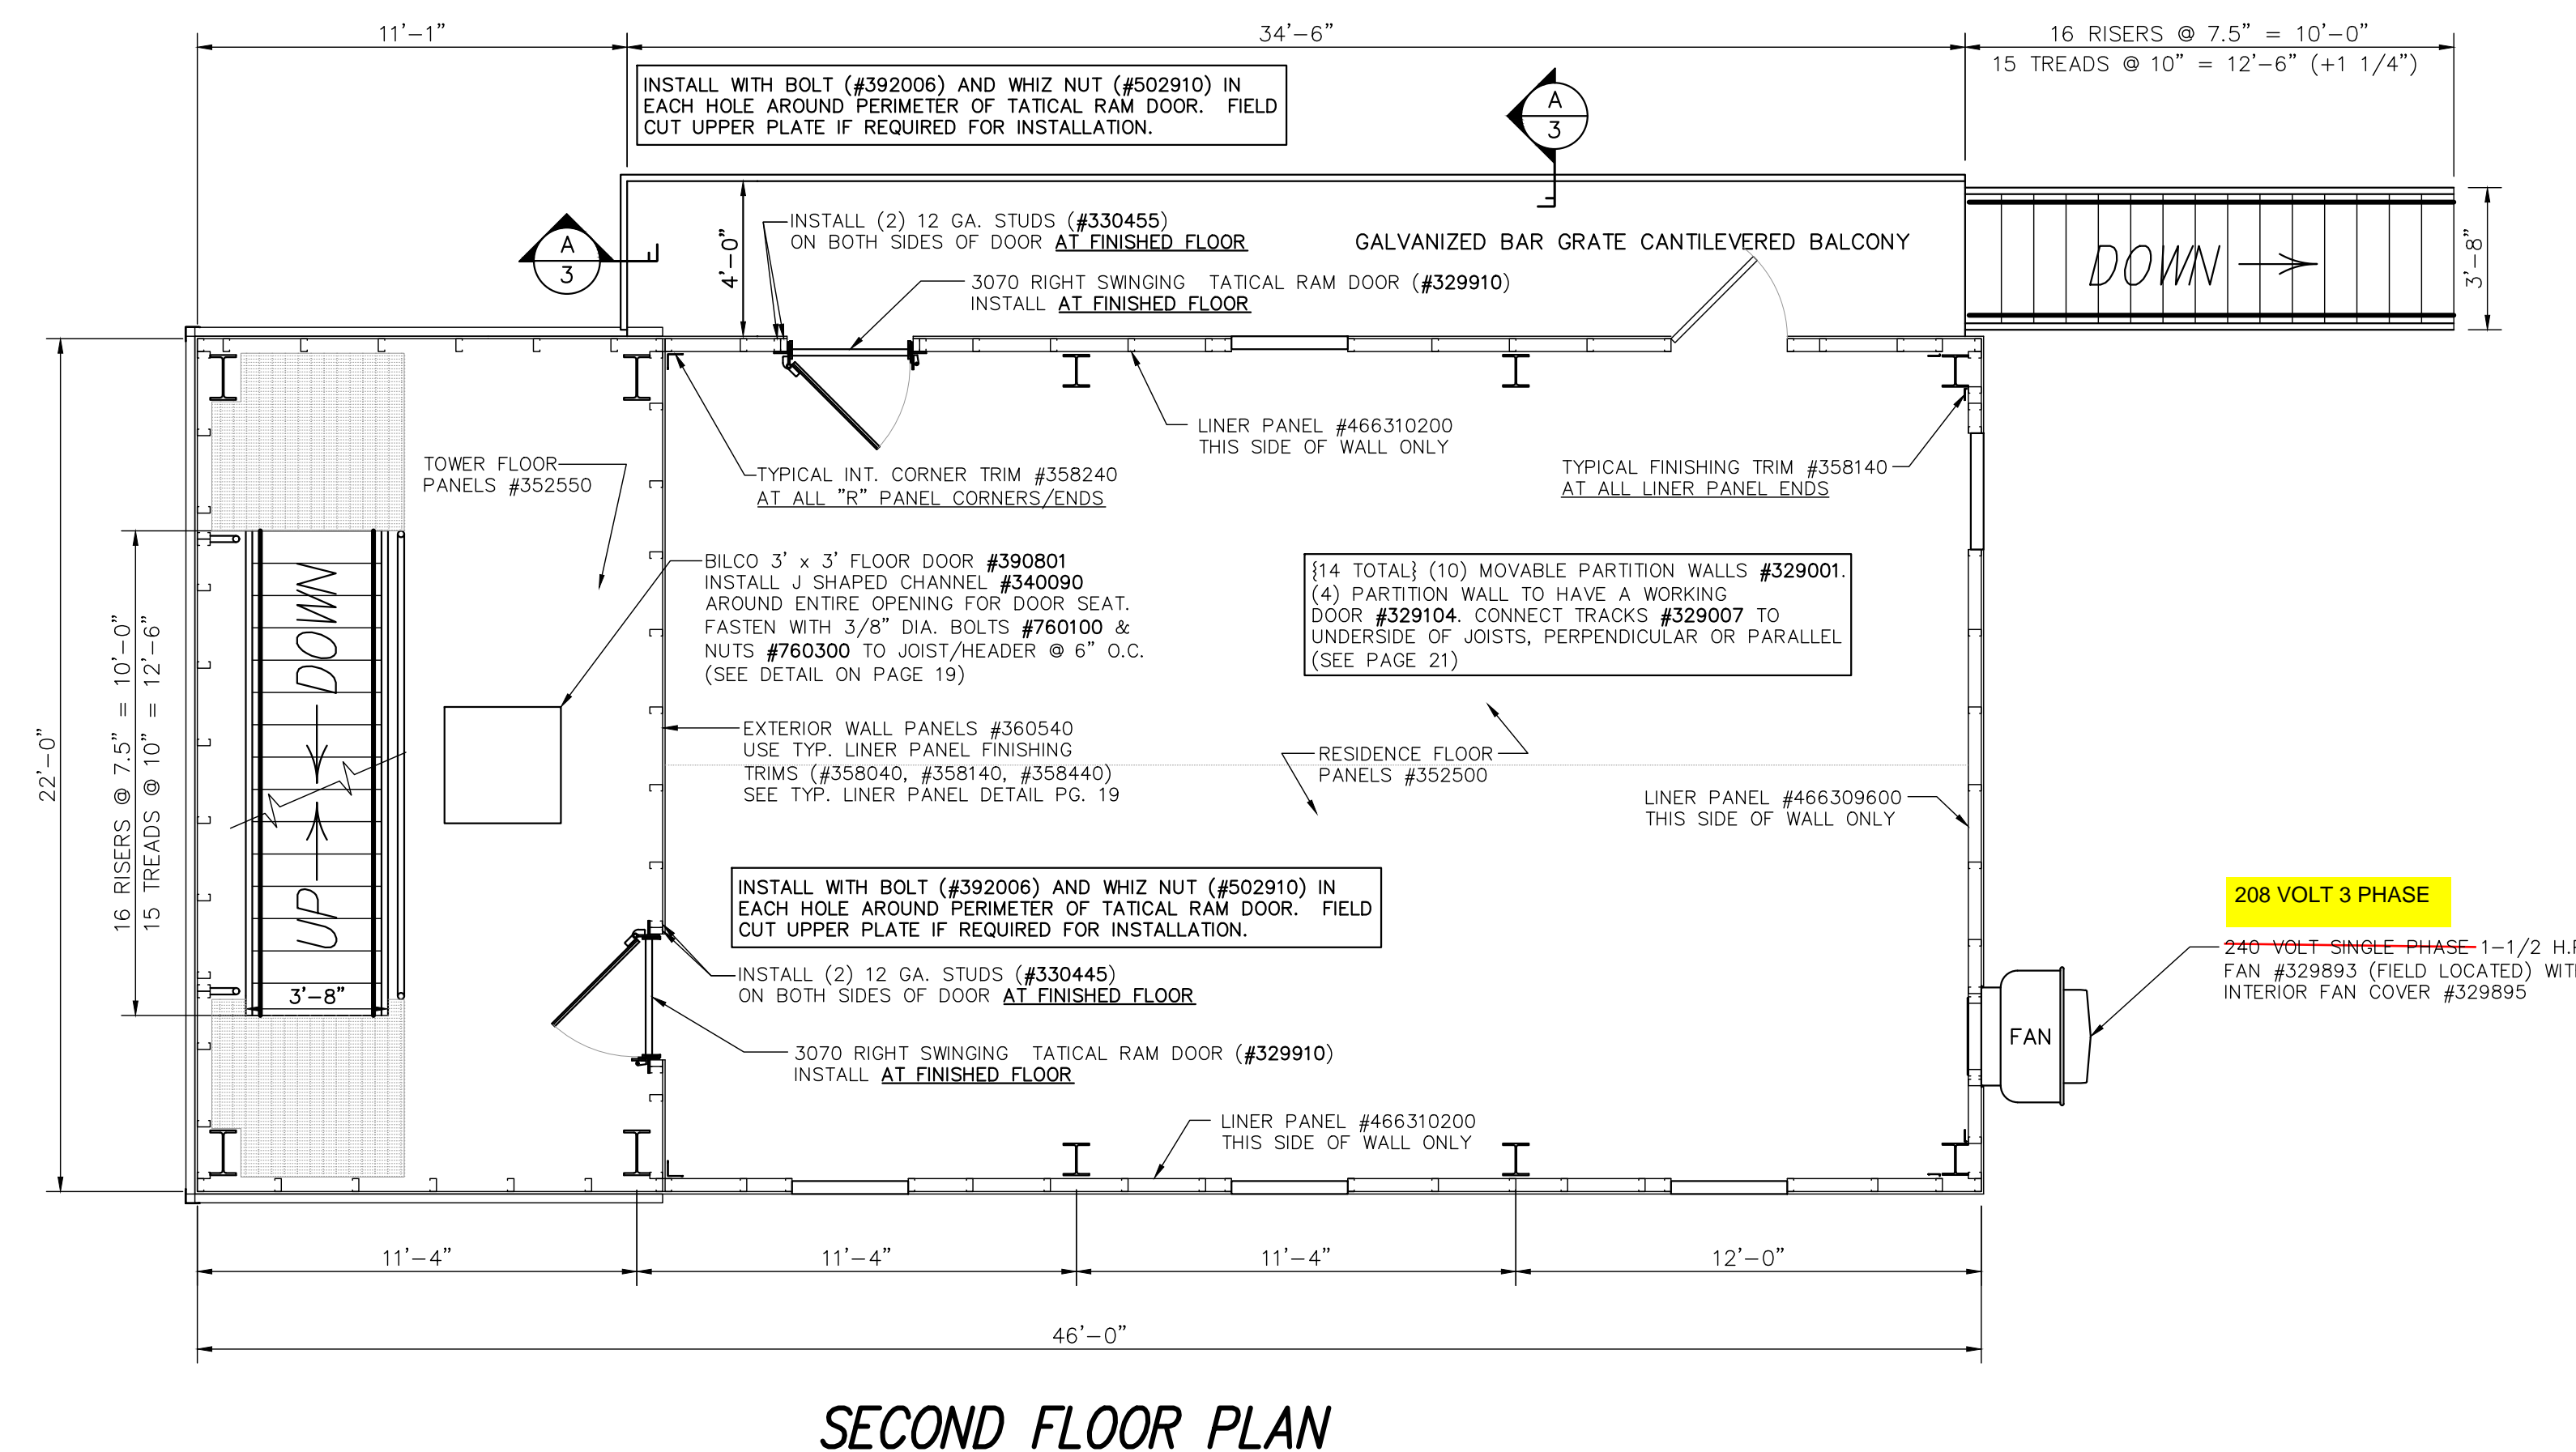 11'-1"
34'-6"
16 RISERS @ 7.5" = 10'-0"
15 TREADS @ 10" = 12'-6" (+1 1/4")
INSTALL WITH BOLT (#392006) AND WHIZ NUT (#502910) IN
EACH HOLE AROUND PERIMETER OF TATICAL RAM DOOR. FIELD
CUT UPPER PLATE IF REQUIRED FOR INSTALLATION.
A
3
A
3
4'-0"
INSTALL (2) 12 GA. STUDS (#330455)
ON BOTH SIDES OF DOOR AT FINISHED FLOOR
GALVANIZED BAR GRATE CANTILEVERED BALCONY
3070 RIGHT SWINGING TATICAL RAM DOOR (#329910)
INSTALL AT FINISHED FLOOR
DOWN
3'-8"
LINER PANEL #466310200
THIS SIDE OF WALL ONLY
TOWER FLOOR
PANELS #352550
TYPICAL INT. CORNER TRIM #358240
AT ALL "R" PANEL CORNERS/ENDS
TYPICAL FINISHING TRIM #358140
AT ALL LINER PANEL ENDS
BILCO 3' x 3' FLOOR DOOR #390801
INSTALL J SHAPED CHANNEL #340090
AROUND ENTIRE OPENING FOR DOOR SEAT.
FASTEN WITH 3/8" DIA. BOLTS #760100 &
NUTS #760300 TO JOIST/HEADER @ 6" O.C.
(SEE DETAIL ON PAGE 19)
{14 TOTAL} (10) MOVABLE PARTITION WALLS #329001.
(4) PARTITION WALL TO HAVE A WORKING
DOOR #329104. CONNECT TRACKS #329007 TO
UNDERSIDE OF JOISTS, PERPENDICULAR OR PARALLEL
(SEE PAGE 21)
22'-0"
16 RISERS @ 7.5" = 10'-0"
15 TREADS @ 10" = 12'-6"
DOWN
UP
3'-8"
EXTERIOR WALL PANELS #360540
USE TYP. LINER PANEL FINISHING
TRIMS (#358040, #358140, #358440)
SEE TYP. LINER PANEL DETAIL PG. 19
RESIDENCE FLOOR
PANELS #352500
LINER PANEL #466309600
THIS SIDE OF WALL ONLY
INSTALL WITH BOLT (#392006) AND WHIZ NUT (#502910) IN
EACH HOLE AROUND PERIMETER OF TATICAL RAM DOOR. FIELD
CUT UPPER PLATE IF REQUIRED FOR INSTALLATION.
208 VOLT 3 PHASE
240 VOLT SINGLE PHASE 1-1/2 H.
FAN #329893 (FIELD LOCATED)
INTERIOR FAN COVER #329895
FAN
INSTALL (2) 12 GA. STUDS (#330445)
ON BOTH SIDES OF DOOR AT FINISHED FLOOR
3070 RIGHT SWINGING TATICAL RAM DOOR (#329910)
INSTALL AT FINISHED FLOOR
LINER PANEL #466310200
THIS SIDE OF WALL ONLY
11'-4"
11'-4"
11'-4"
12'-0"
46'-0"
SECOND FLOOR PLAN